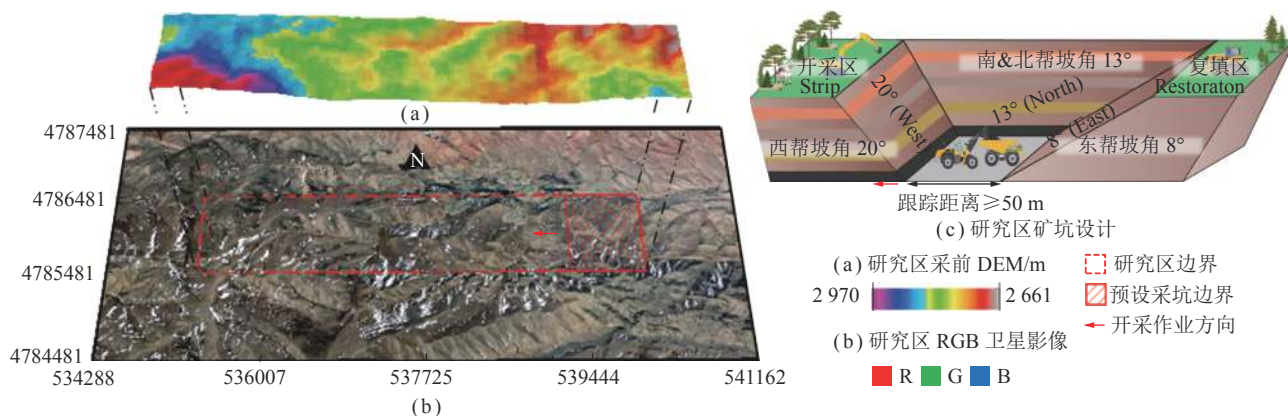 (a)
4787481
4786481
4785481
4784481
N
534288
536007
537725
539444
541162
(b)
开采区
Strip
南&北帮坡角 13°
复填区
Restoraton
20° (West
13° (North)
8° (East)
西帮坡角 20°
东帮坡角 8°
跟踪距离≥50 m
(c) 研究区矿坑设计
(a) 研究区采前 DEM/m
2 970
2 661
研究区边界
预设采坑边界
开采作业方向
(b) 研究区 RGB 卫星影像
R
G
B